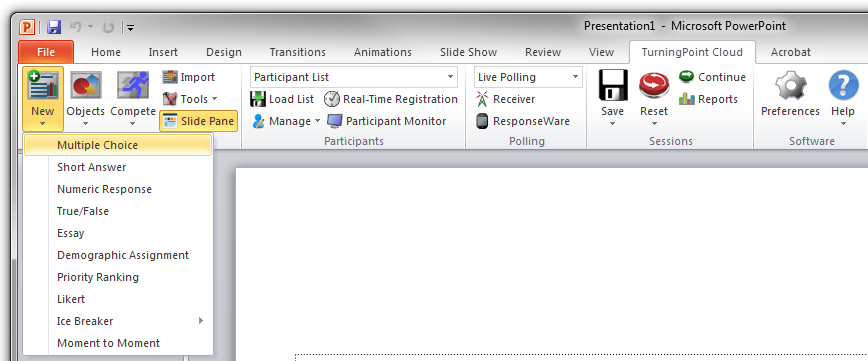 Presentation1 - Microsoft PowerPoint
File Home Insert Design Transitions Animations Slide Show Review View TurningPoint Cloud Acrobat
New Objects Compete Import Tools Slide Pane
Participant List
Load List Real-Time Registration
Manage Participant Monitor
Participants
Live Polling
Receiver
ResponseWare
Polling
Save Reset Continue Reports
Sessions
Preferences Help
Software
Multiple Choice
Short Answer
Numeric Response
True/False
Essay
Demographic Assignment
Priority Ranking
Likert
Ice Breaker
Moment to Moment